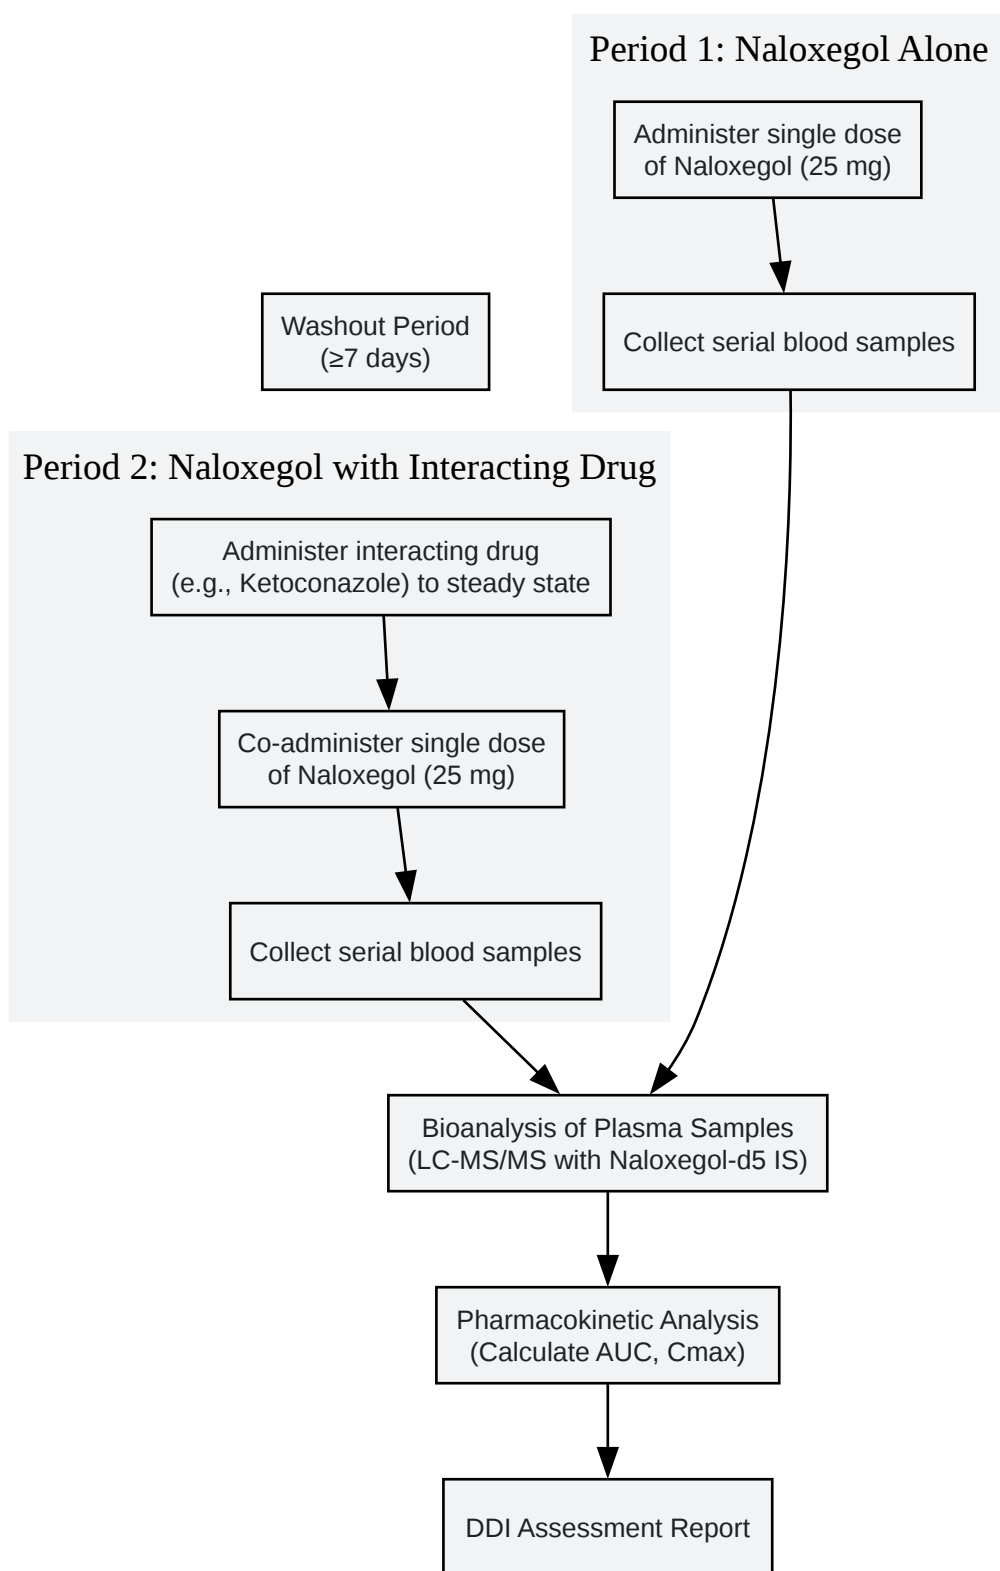 Period 1: Naloxegol Alone
Administer single dose
of Naloxegol (25 mg)
Collect serial blood samples
Washout Period
(≥7 days)
Period 2: Naloxegol with Interacting Drug
Administer interacting drug
(e.g., Ketoconazole) to steady state
Co-administer single dose
of Naloxegol (25 mg)
Collect serial blood samples
Bioanalysis of Plasma Samples
(LC-MS/MS with Naloxegol-d5 IS)
Pharmacokinetic Analysis
(Calculate AUC, Cmax)
DDI Assessment Report